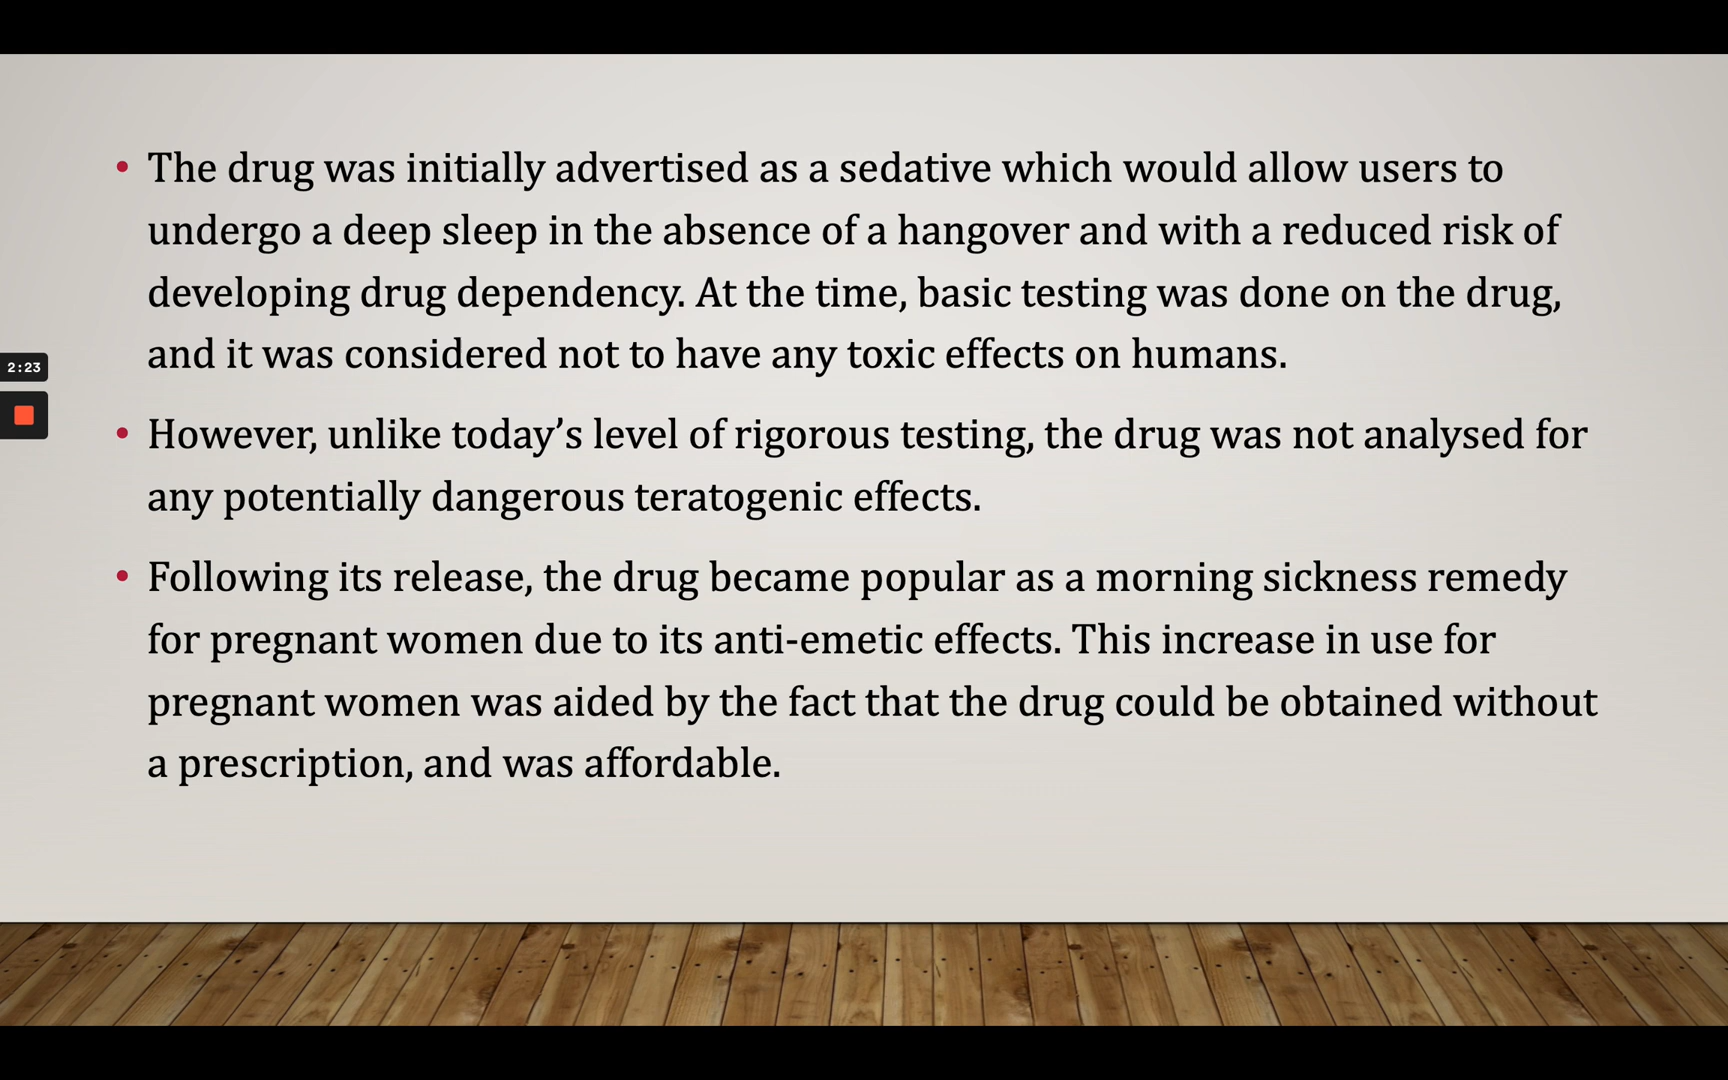 • The drug was initially advertised as a sedative which would allow users to
undergo a deep sleep in the absence of a hangover and with a reduced risk of
developing drug dependency. At the time, basic testing was done on the drug,
and it was considered not to have any toxic effects on humans.
2:23
• However, unlike today’s level of rigorous testing, the drug was not analysed for
any potentially dangerous teratogenic effects.
• Following its release, the drug became popular as a morning sickness remedy
for pregnant women due to its anti-emetic effects. This increase in use for
pregnant women was aided by the fact that the drug could be obtained without
a prescription, and was affordable.